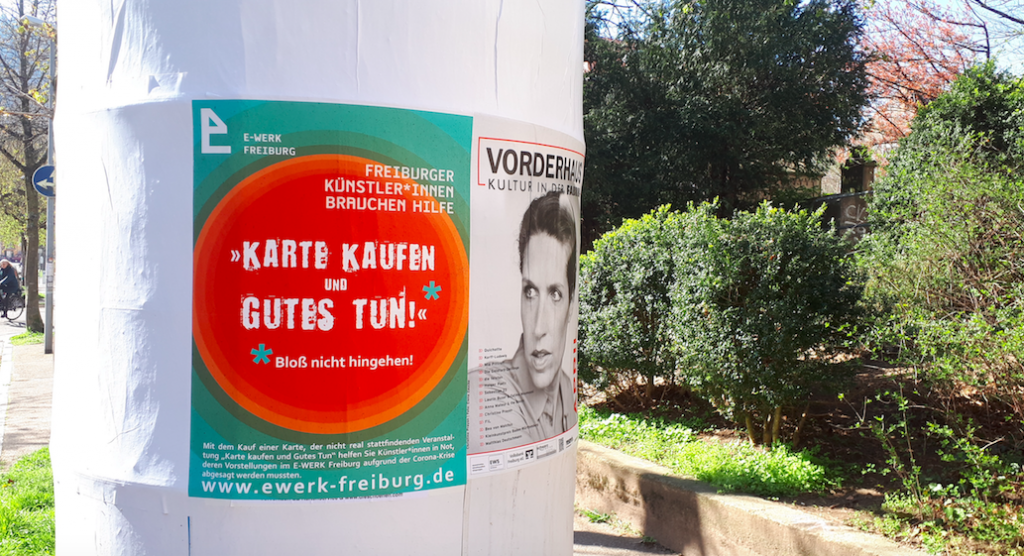 E-WERK
FREIBURG
FREIBURGER
KÜNSTLER*INNEN
BRAUCHEN HILFE
»KARTE KAUFEN
UND
GUTES TUN!«*
*Bloß nicht hingehen!
Mit dem Kauf einer Karte, der nicht real stattfindenden Veranstal-
tung „Karte kaufen und Gutes Tun" helfen Sie Künstler*innen in Not,
deren Vorstellungen im E-WERK Freiburg aufgrund der Corona-Krise
abgesagt werden mussten.
www.ewerk-freiburg.de
VORDERHAUS
KULTUR IN DER